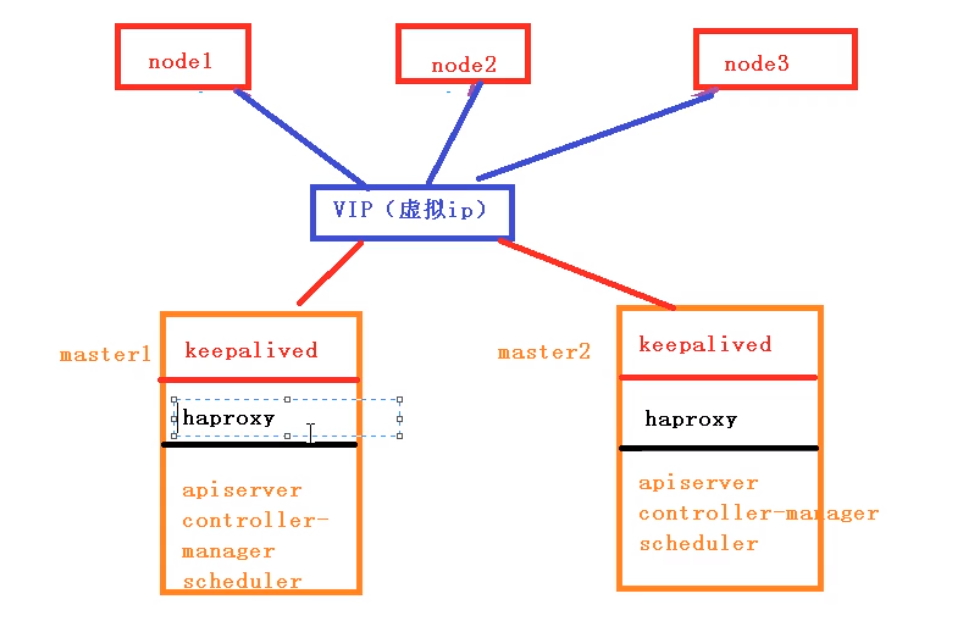 node1
node2
node3
VIP（虚拟ip）
master1
keepalived
haproxy
apiserver
controller-
manager
scheduler
master2
keepalived
haproxy
apiserver
controller-manager
scheduler